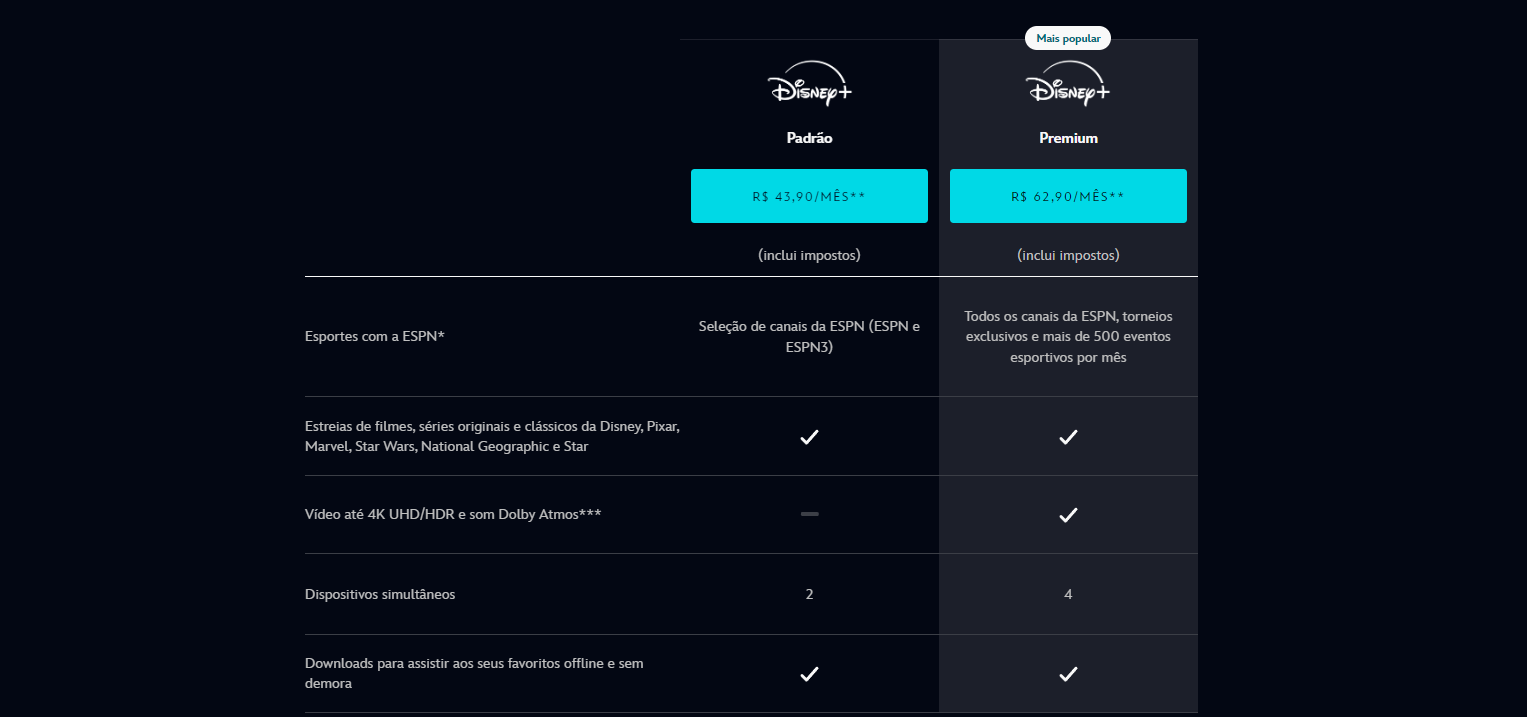 Mais popular
Disney+
Disney+
Padrão
Premium
R$ 43,90/MÊS**
R$ 62,90/MÊS**
(inclui impostos)
(inclui impostos)
Esportes com a ESPN*
Seleção de canais da ESPN (ESPN e
ESPN3)
Todos os canais da ESPN, torneios
exclusivos e mais de 500 eventos
esportivos por mês
Estreias de filmes, séries originais e clássicos da Disney, Pixar,
Marvel, Star Wars, National Geographic e Star
Vídeo até 4K UHD/HDR e som Dolby Atmos***
Dispositivos simultâneos
2
4
Downloads para assistir aos seus favoritos offline e sem
demora